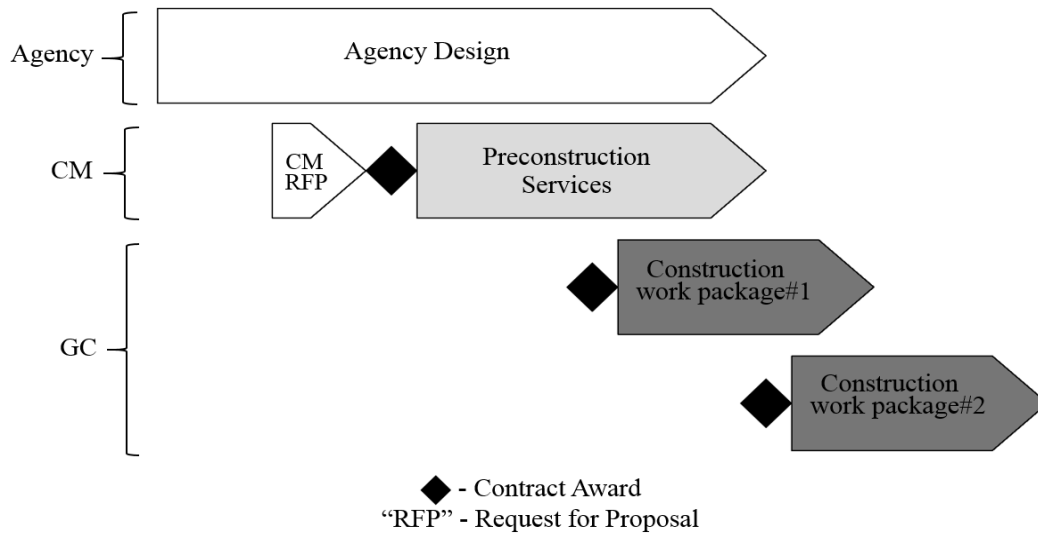 Agency
Agency Design
CM
CM
RFP
Preconstruction
Services
GC
Construction
work package#1
Construction
work package#2
- Contract Award
“RFP” - Request for Proposal